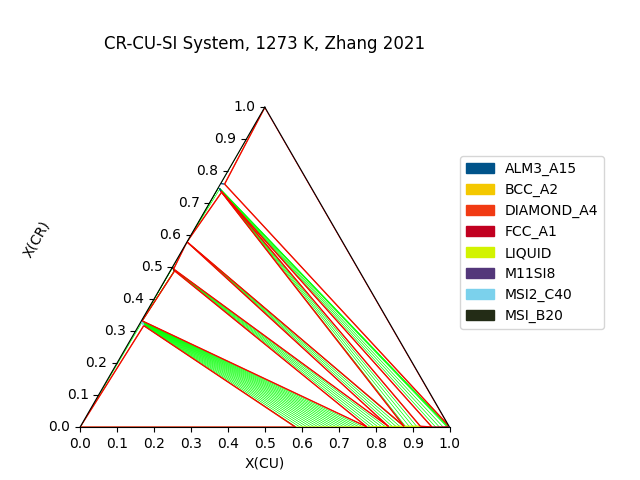 CR-CU-SI System, 1273 K, Zhang 2021
1.0
0.9
0.8
0.7
0.6
0.5
0.4
0.3
0.2
0.1
0.0
X(CR)
0.0 0.1 0.2 0.3 0.4 0.5 0.6 0.7 0.8 0.9 1.0
X(CU)
ALM3_A15
BCC_A2
DIAMOND_A4
FCC_A1
LIQUID
M11SI8
MSI2_C40
MSI_B20